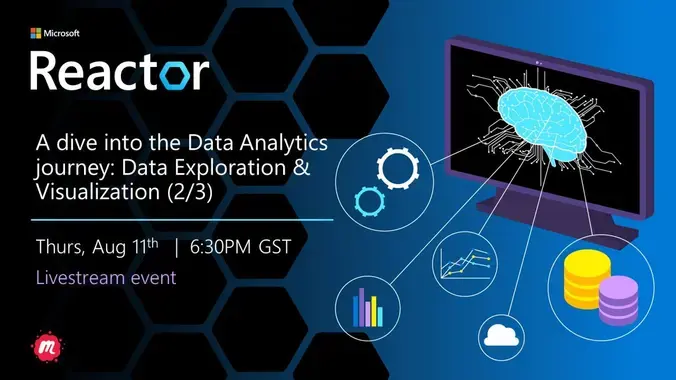 Microsoft
Reactor
A dive into the Data Analytics
journey: Data Exploration &
Visualization (2/3)
Thurs, Aug 11th | 6:30PM GST
Livestream event
m